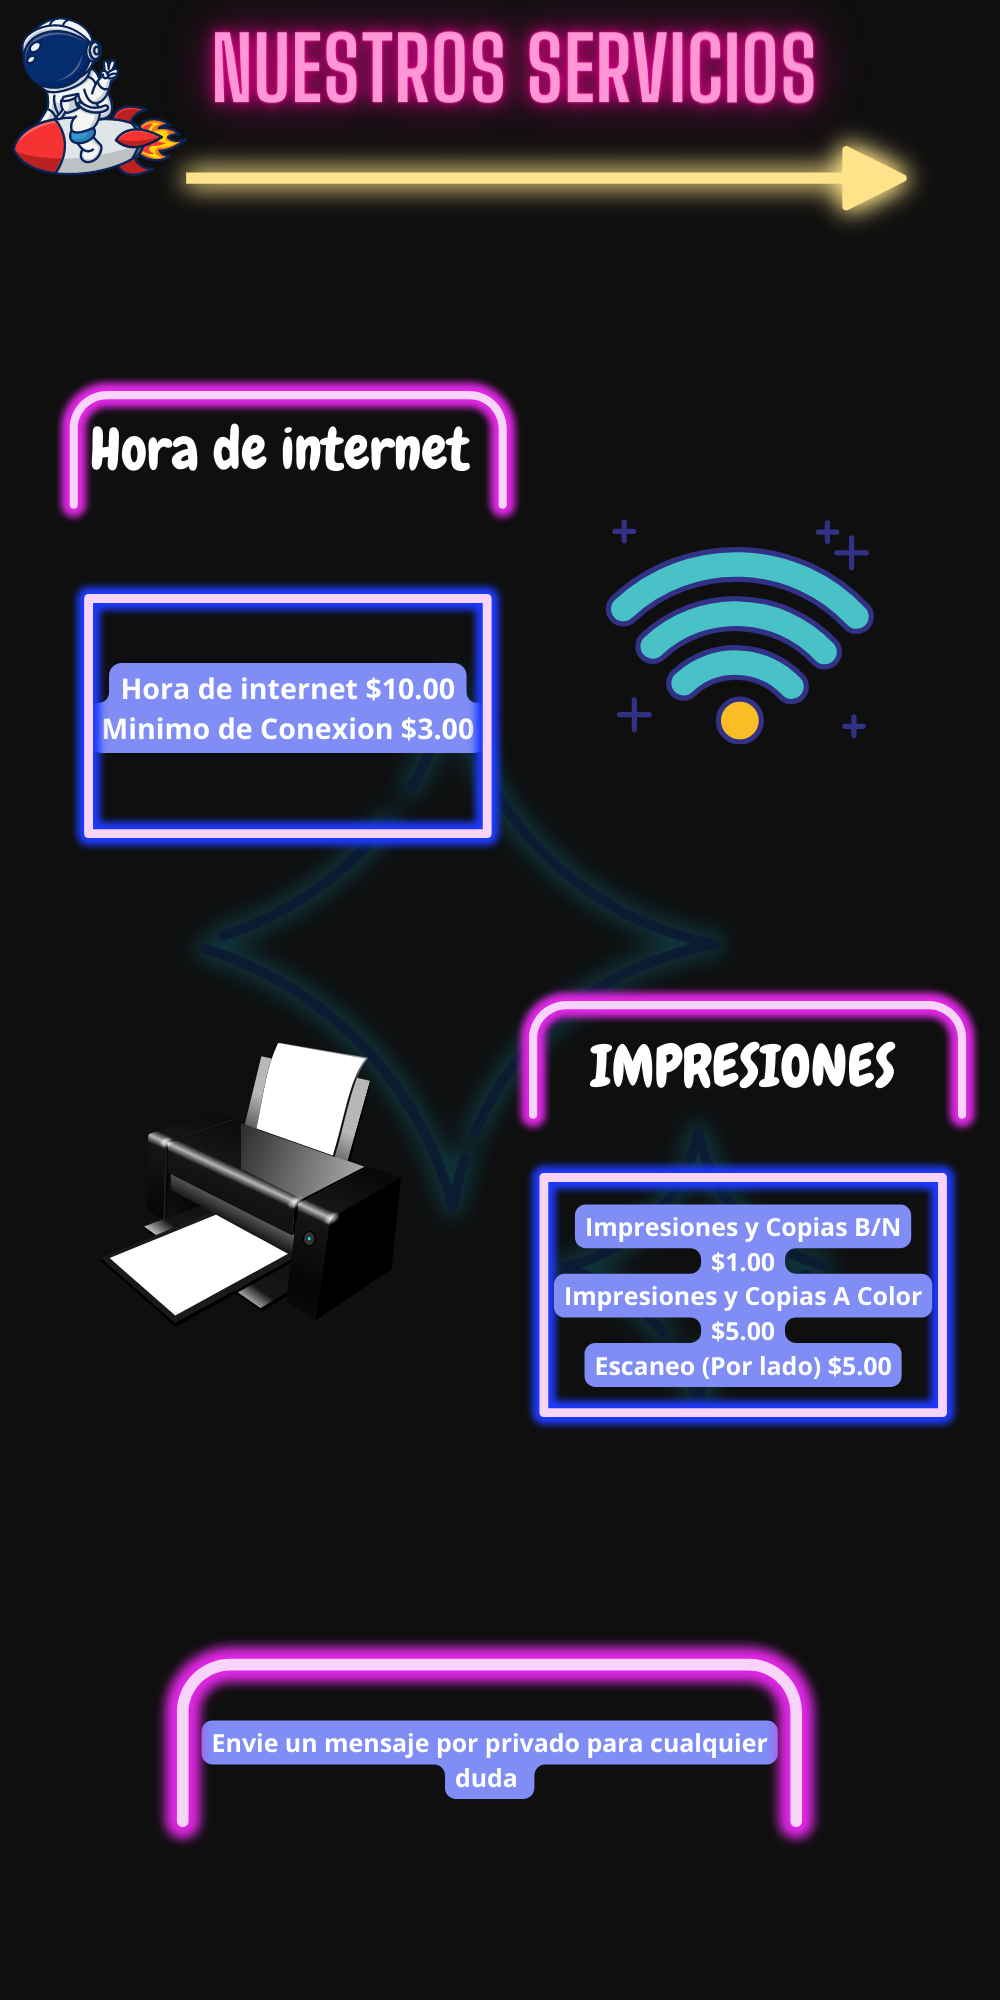 NUESTROS SERVICIOS
Hora de internet
Hora de internet $10.00
Minimo de Conexion $3.00
IMPRESIONES
Impresiones y Copias B/N
$1.00
Impresiones y Copias A Color
$5.00
Escaneo (Por lado) $5.00
Envie un mensaje por privado para cualquier
duda